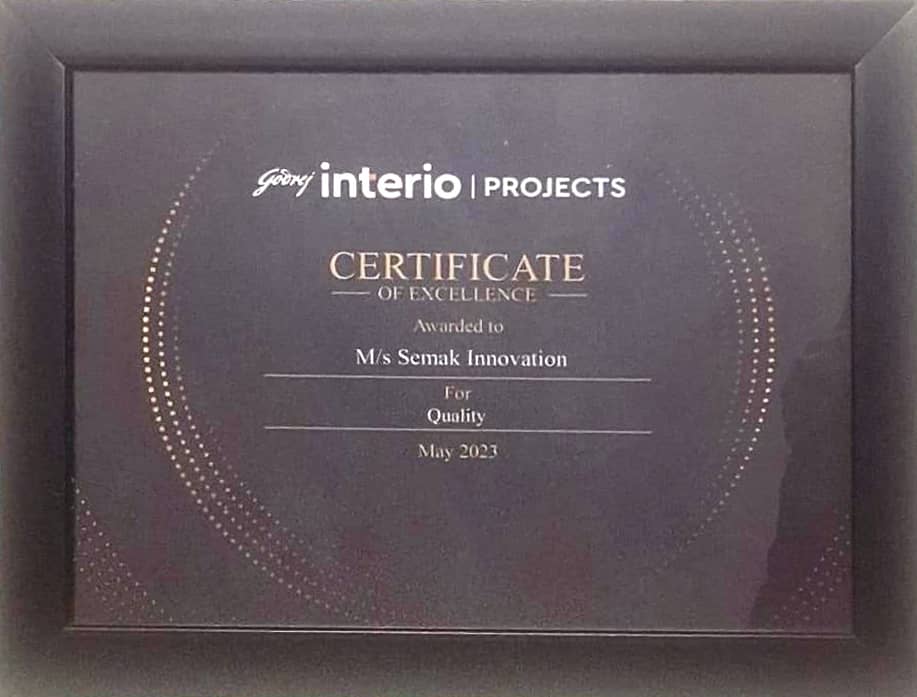 Godrej interio | PROJECTS
CERTIFICATE
OF EXCELLENCE
Awarded to
M/s Semak Innovation
For
Quality
May 2023